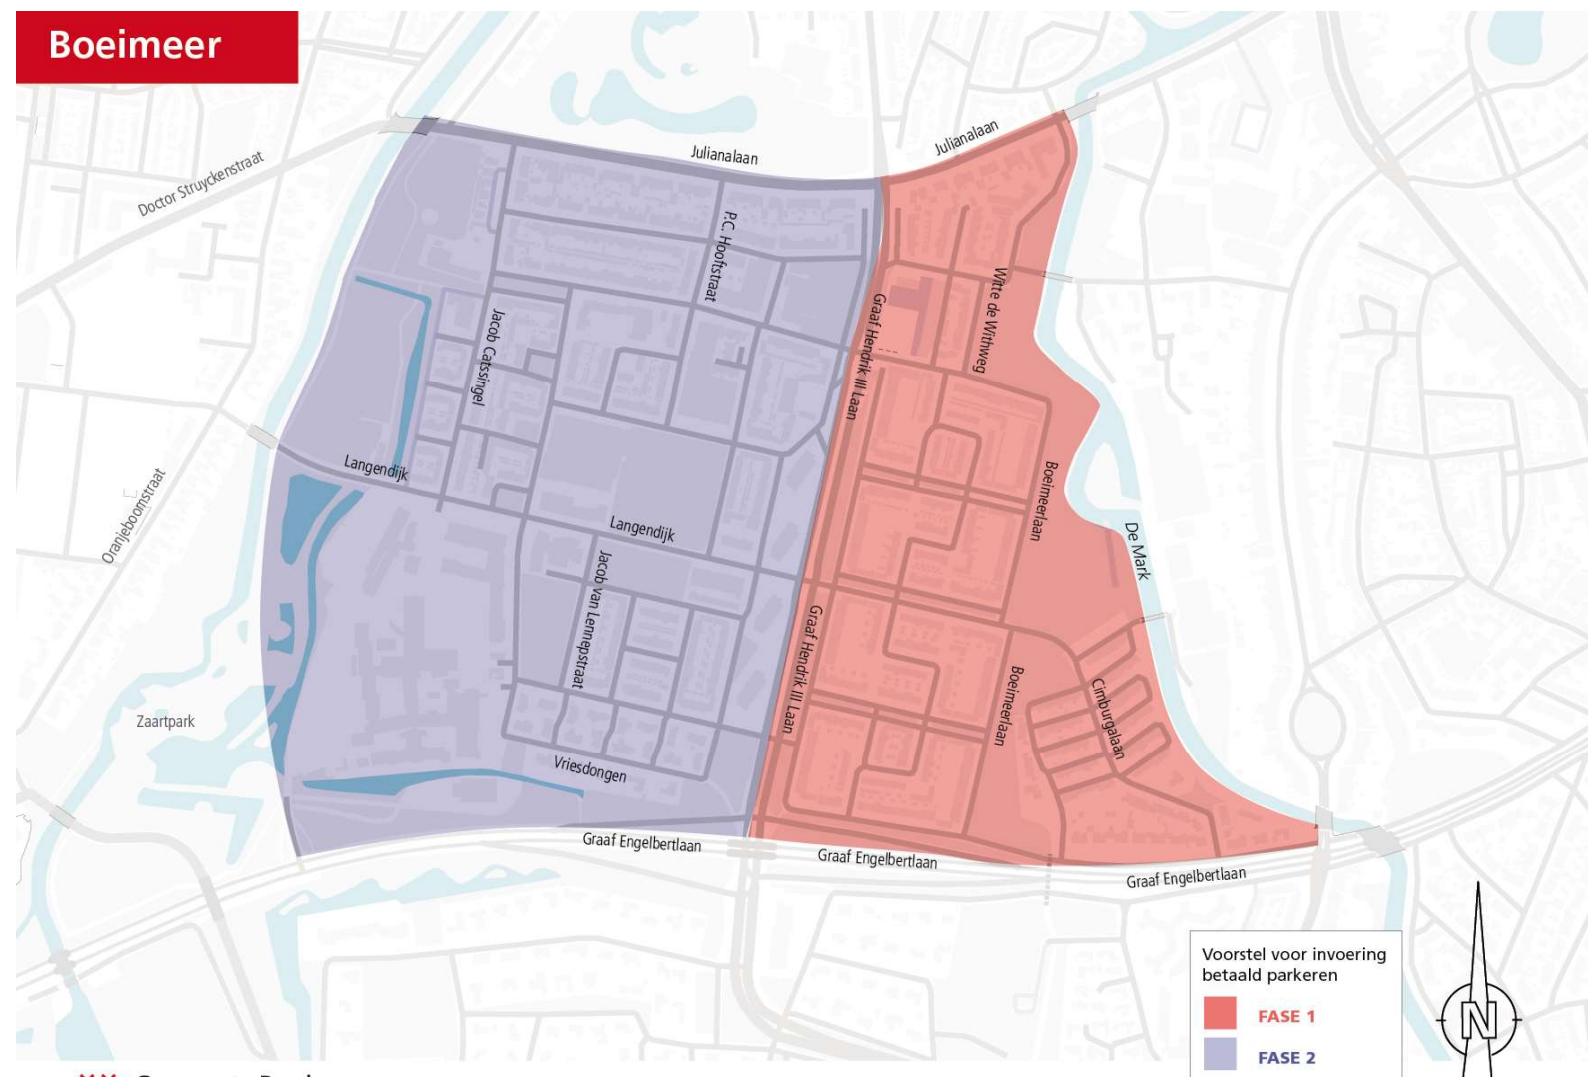 Boeimeer
Julianalaan
Julianalaan
Doctor Struyckenstraat
P.C. Hooftstraat
Witte de Withweg
Graaf Hendrik III Laan
Jacob Catssingel
Langendijk
Boeimeerlaan
Oranjeboomstraat
Langendijk
De Mark
Jacob van Lennepstraat
Graaf Hendrik III Laan
Boeimeerlaan
Cimburgalaan
Zaartpark
Vriesdongen
Graaf Engelbertlaan
Graaf Engelbertlaan
Graaf Engelbertlaan
Voorstel voor invoering
betaald parkeren
FASE 1
FASE 2
N